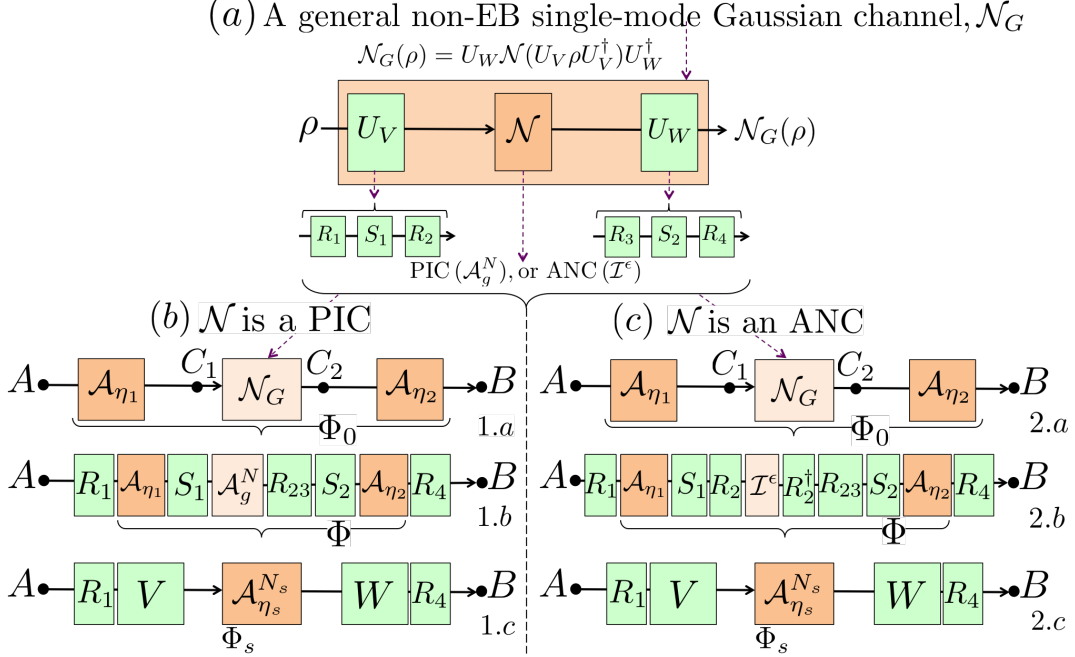 (a) A general non-EB single-mode Gaussian channel, 𝒩_G
𝒩_G(ρ) = U_W 𝒩(U_V ρ U_V^†) U_W^†
ρ U_V 𝒩 U_W 𝒩_G(ρ)
R_1 S_1 R_2 R_3 S_2 R_4
PIC (𝒜_g^N), or ANC (ℐ^ϵ)
(b) 𝒩 is a PIC
A 𝒜_{η_1} C_1 𝒩_G C_2 𝒜_{η_2} B
Φ_0 1.a
A R_1 𝒜_{η_1} S_1 𝒜_g^N R_{23} S_2 𝒜_{η_2} R_4 B
Φ 1.b
A R_1 V 𝒜_{η_s}^{N_s} W R_4 B
Φ_s 1.c
(c) 𝒩 is an ANC
A 𝒜_{η_1} C_1 𝒩_G C_2 𝒜_{η_2} B
Φ_0 2.a
A R_1 𝒜_{η_1} S_1 R_2 ℐ^ϵ R_2^† R_{23} S_2 𝒜_{η_2} R_4 B
Φ 2.b
A R_1 V 𝒜_{η_s}^{N_s} W R_4 B
Φ_s 2.c